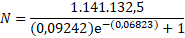 N = 1.141.132,5 / (0,09242)e^−(0,06823) + 1